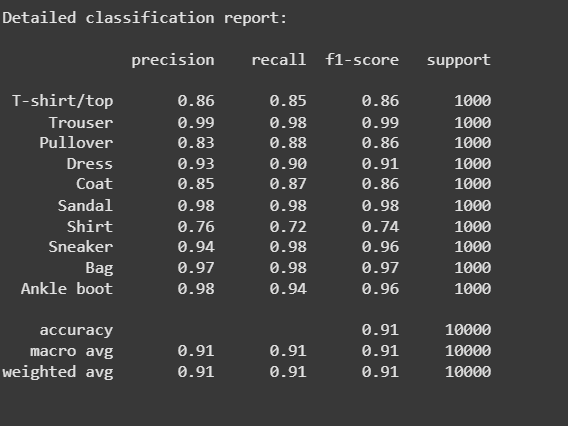 Detailed classification report:
precision recall f1-score support
T-shirt/top 0.86 0.85 0.86 1000
Trouser 0.99 0.98 0.99 1000
Pullover 0.83 0.88 0.86 1000
Dress 0.93 0.90 0.91 1000
Coat 0.85 0.87 0.86 1000
Sandal 0.98 0.98 0.98 1000
Shirt 0.76 0.72 0.74 1000
Sneaker 0.94 0.98 0.96 1000
Bag 0.97 0.98 0.97 1000
Ankle boot 0.98 0.94 0.96 1000
accuracy 0.91 10000
macro avg 0.91 0.91 0.91 10000
weighted avg 0.91 0.91 0.91 10000